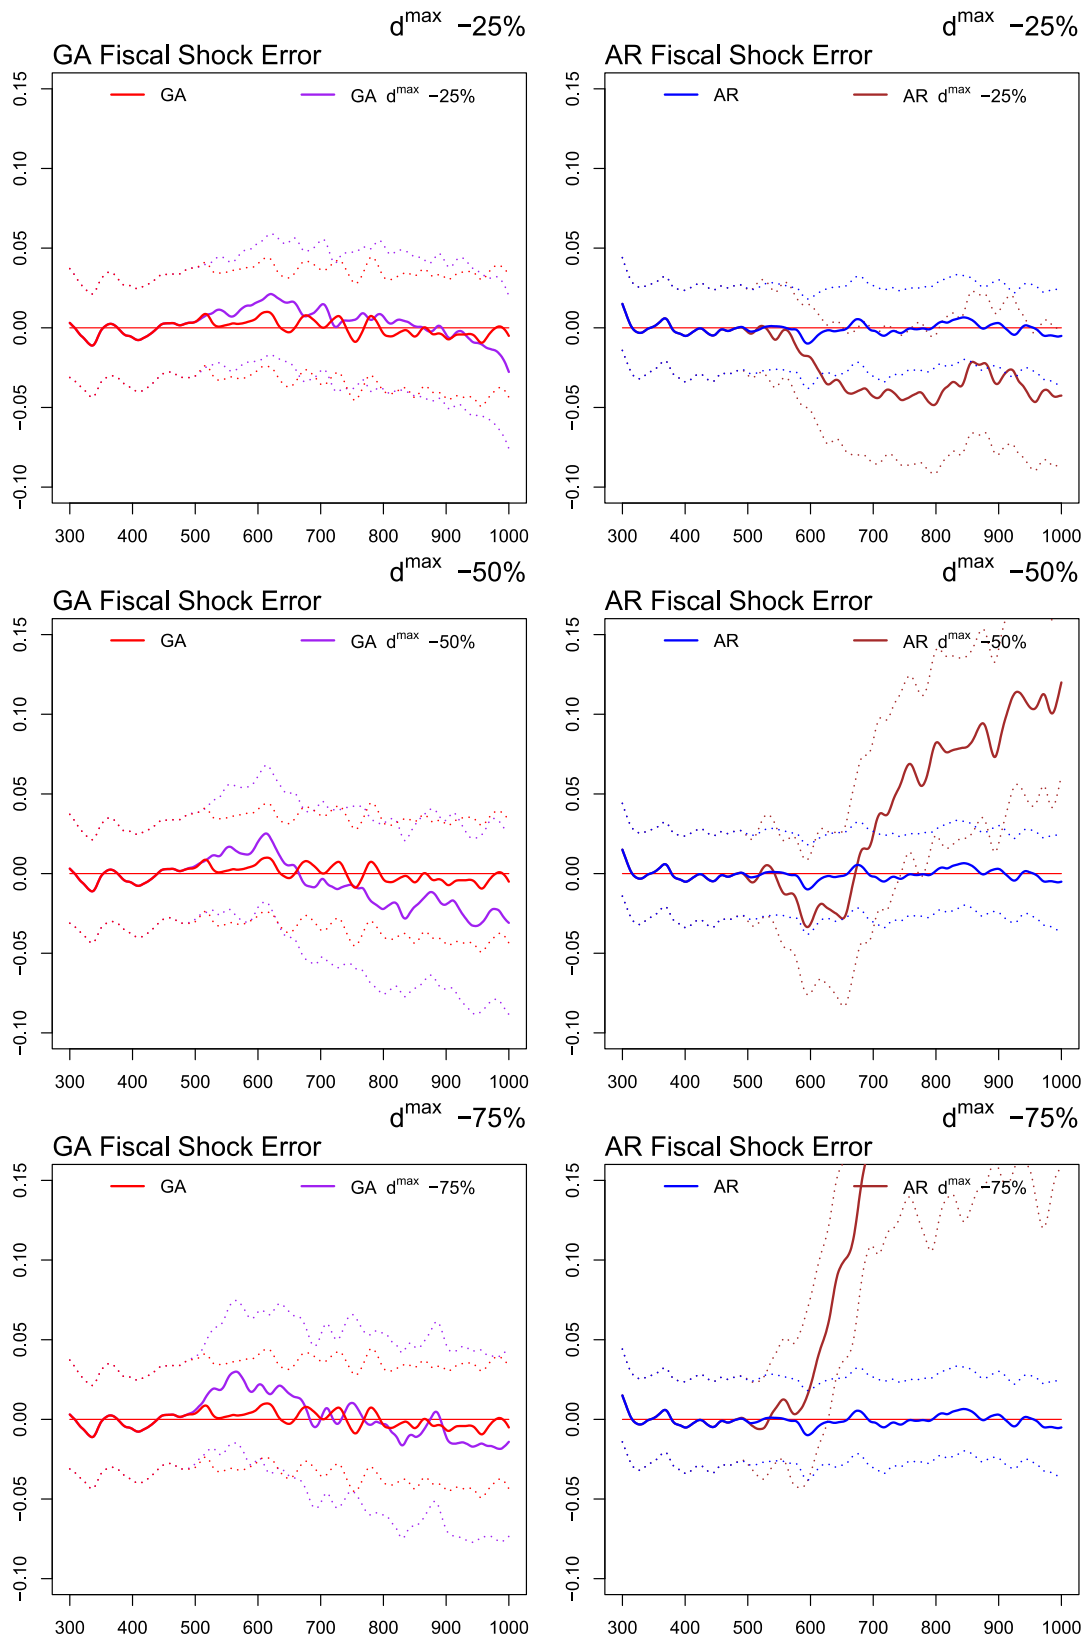 d^max −25%
GA Fiscal Shock Error
GA
GA d^max −25%
0.15
0.10
0.05
0.00
−0.05
−0.10
300 400 500 600 700 800 900 1000
d^max −25%
AR Fiscal Shock Error
AR
AR d^max −25%
0.15
0.10
0.05
0.00
−0.05
−0.10
300 400 500 600 700 800 900 1000
d^max −50%
GA Fiscal Shock Error
GA
GA d^max −50%
0.15
0.10
0.05
0.00
−0.05
−0.10
300 400 500 600 700 800 900 1000
d^max −50%
AR Fiscal Shock Error
AR
AR d^max −50%
0.15
0.10
0.05
0.00
−0.05
−0.10
300 400 500 600 700 800 900 1000
d^max −75%
GA Fiscal Shock Error
GA
GA d^max −75%
0.15
0.10
0.05
0.00
−0.05
−0.10
300 400 500 600 700 800 900 1000
d^max −75%
AR Fiscal Shock Error
AR
AR d^max −75%
0.15
0.10
0.05
0.00
−0.05
−0.10
300 400 500 600 700 800 900 1000